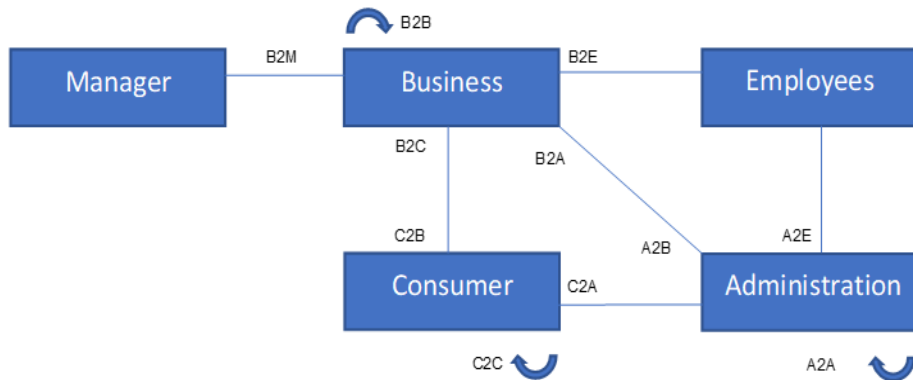 B2B
B2M
B2E
Manager
Business
Employees
B2C
B2A
C2B
A2B
A2E
Consumer
C2A
Administration
C2C
A2A